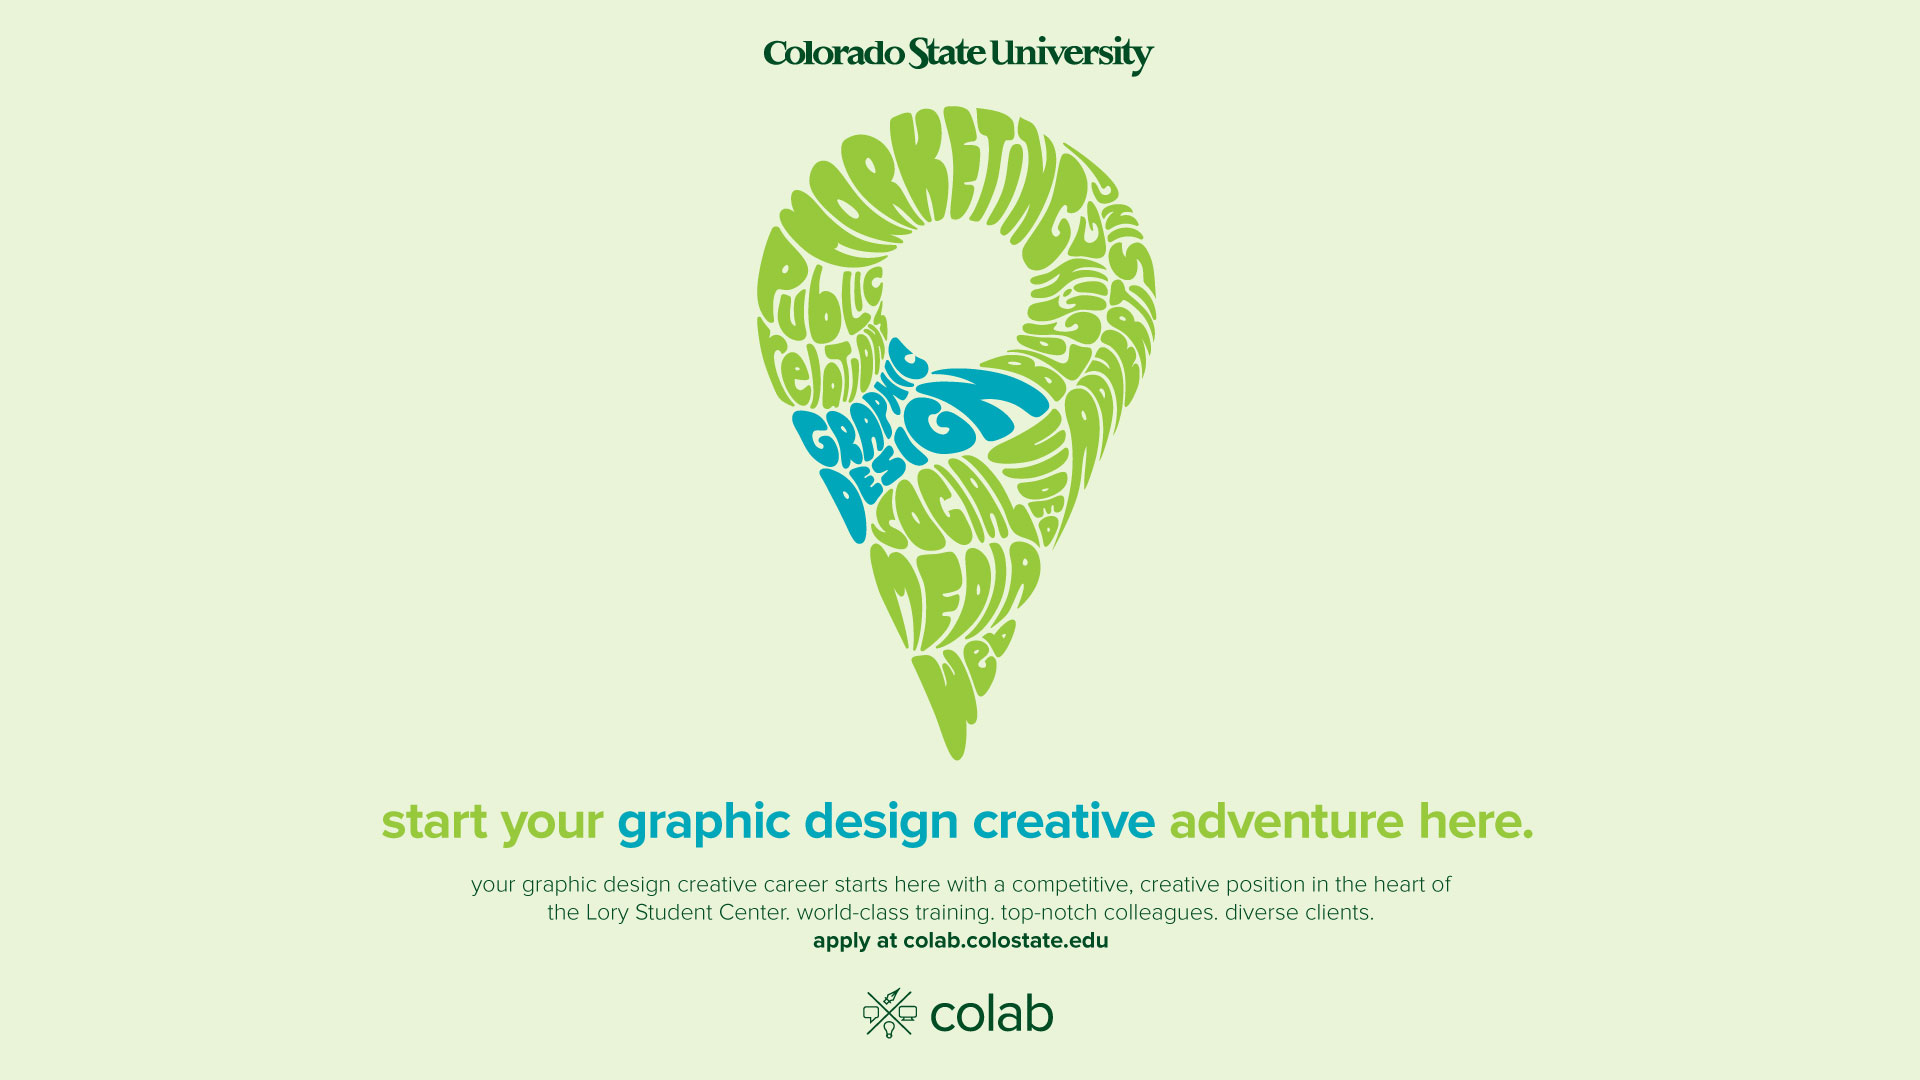 Colorado State University
MARKETING
PUBLIC
relations
GRAPHIC
DESIGN
SOCIAL
MEDIA
VIDEO
web
start your graphic design creative adventure here.
your graphic design creative career starts here with a competitive, creative position in the heart of
the Lory Student Center. world-class training. top-notch colleagues. diverse clients.
apply at colab.colostate.edu
colab